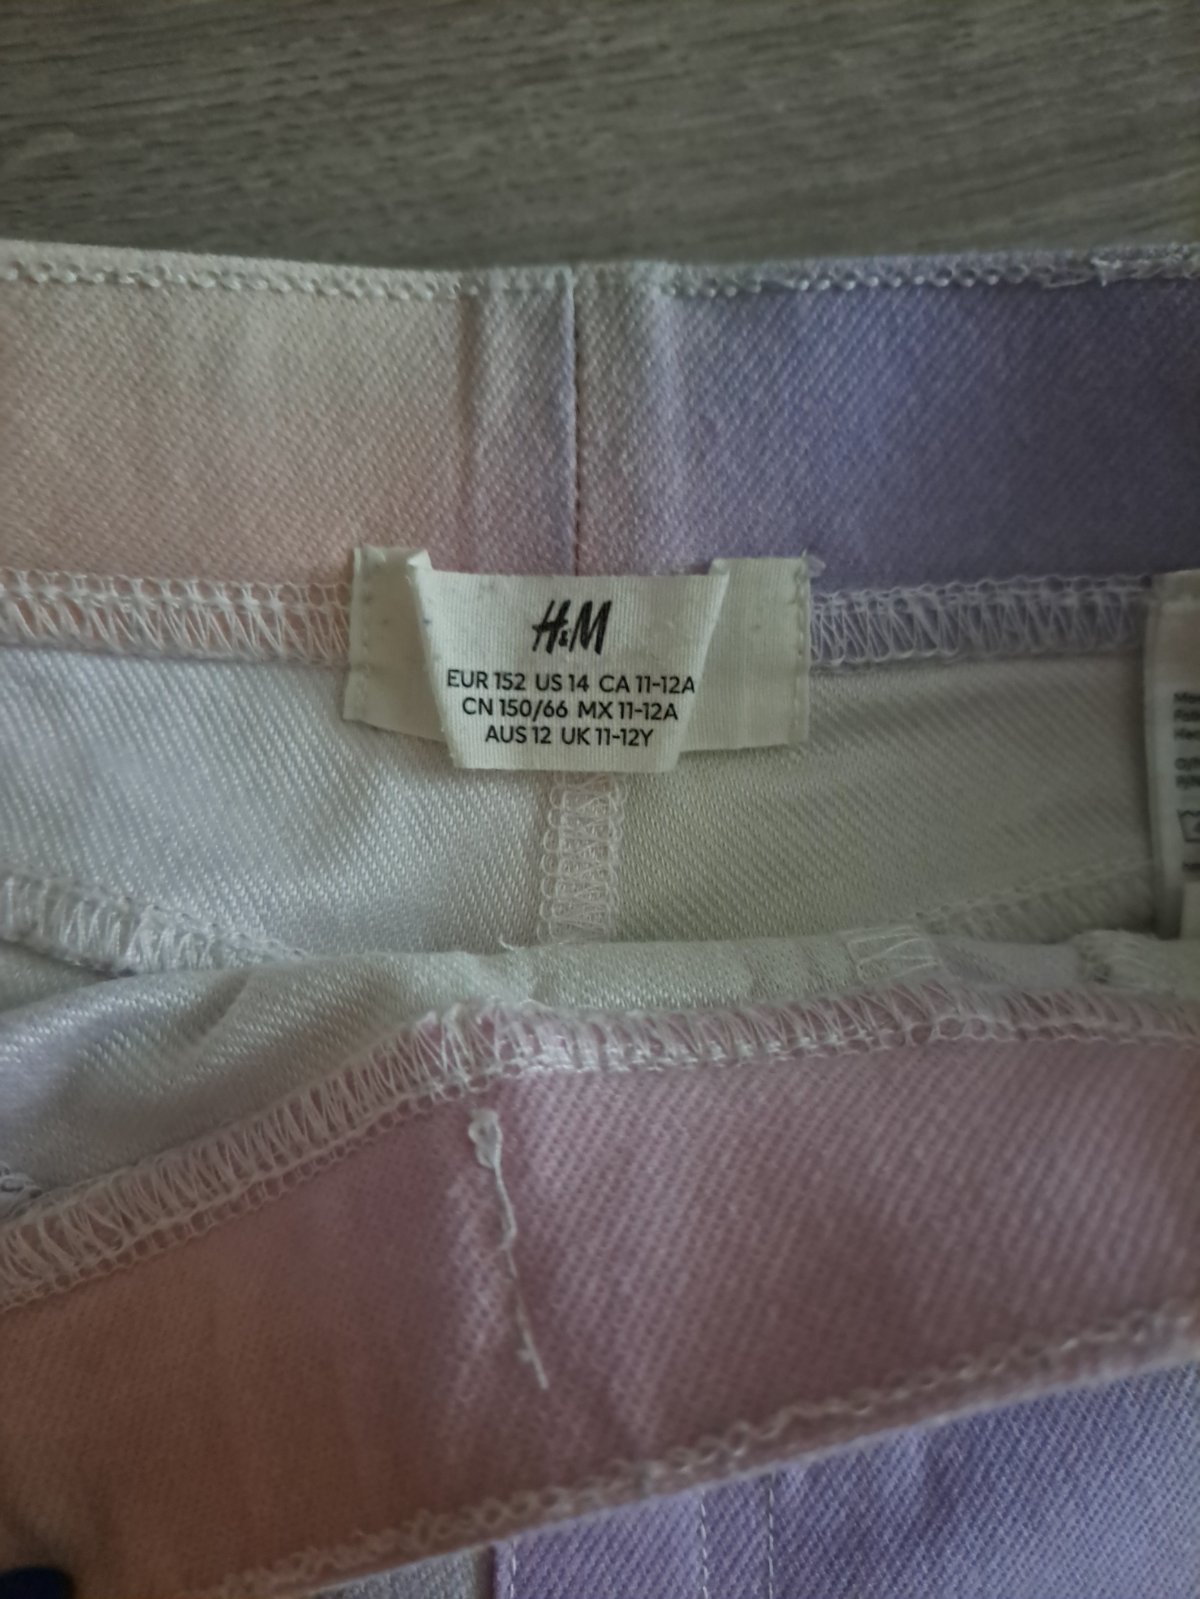 H&M
EUR 152 US 14 CA 11-12A
CN 150/66 MX 11-12A
AUS 12 UK 11-12Y